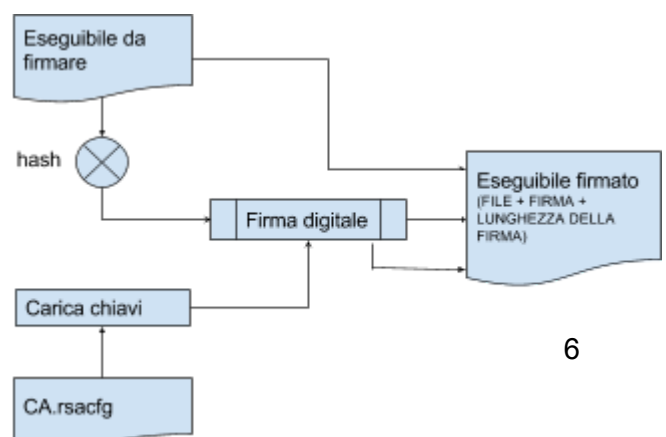 Eseguibile da
firmare
hash
Eseguibile firmato
(FILE + FIRMA +
LUNGHEZZA DELLA
FIRMA)
Firma digitale
Carica chiavi
6
CA.rsacfg